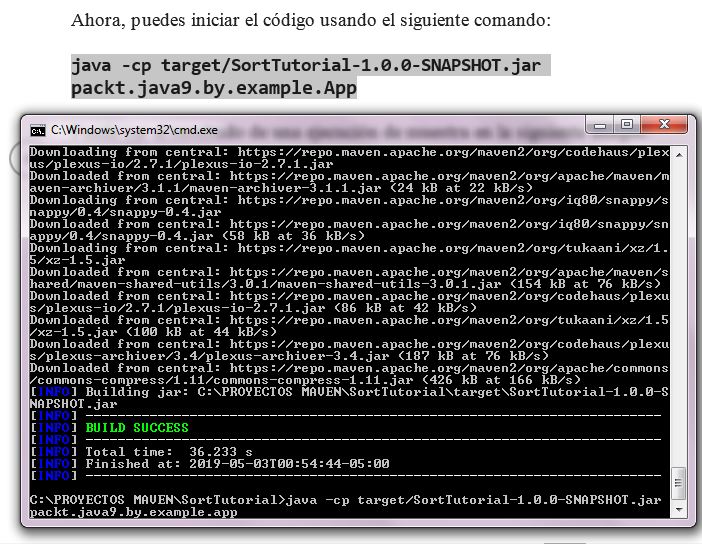 Ahora, puedes iniciar el código usando el siguiente comando:
java -cp target/SortTutorial-1.0.0-SNAPSHOT.jar
packt.java9.by.example.App
C:\Windows\system32\cmd.exe
Downloading from central: https://repo.maven.apache.org/maven2/org/codehaus/plex
us/plexus-io/2.7.1/plexus-io-2.7.1.jar
Downloaded from central: https://repo.maven.apache.org/maven2/org/apache/maven/m
aven-archiver/3.1.1/maven-archiver-3.1.1.jar (24 kB at 22 kB/s)
Downloading from central: https://repo.maven.apache.org/maven2/org/iq80/snappy/s
nappy/0.4/snappy-0.4.jar
Downloaded from central: https://repo.maven.apache.org/maven2/org/iq80/snappy/sn
appy/0.4/snappy-0.4.jar (58 kB at 36 kB/s)
Downloading from central: https://repo.maven.apache.org/maven2/org/tukaani/xz/1.
5/xz-1.5.jar
Downloaded from central: https://repo.maven.apache.org/maven2/org/apache/maven/s
hared/maven-shared-utils/3.0.1/maven-shared-utils-3.0.1.jar (154 kB at 76 kB/s)
Downloaded from central: https://repo.maven.apache.org/maven2/org/codehaus/plexu
s/plexus-io/2.7.1/plexus-io-2.7.1.jar (86 kB at 42 kB/s)
Downloaded from central: https://repo.maven.apache.org/maven2/org/tukaani/xz/1.5
/xz-1.5.jar (100 kB at 44 kB/s)
Downloaded from central: https://repo.maven.apache.org/maven2/org/codehaus/plexu
s/plexus-archiver/3.4/plexus-archiver-3.4.jar (187 kB at 76 kB/s)
Downloaded from central: https://repo.maven.apache.org/maven2/org/apache/commons
/commons-compress/1.11/commons-compress-1.11.jar (426 kB at 166 kB/s)
[INFO] Building jar: C:\PROYECTOS MAVEN\SortTutorial\target\SortTutorial-1.0.0-S
NAPSHOT.jar
[INFO] ------------------------------------------------------------------------
[INFO] BUILD SUCCESS
[INFO] ------------------------------------------------------------------------
[INFO] Total time:  36.233 s
[INFO] Finished at: 2019-05-03T00:54:44-05:00
[INFO] ------------------------------------------------------------------------
C:\PROYECTOS MAVEN\SortTutorial>java -cp target/SortTutorial-1.0.0-SNAPSHOT.jar
packt.java9.by.example.app